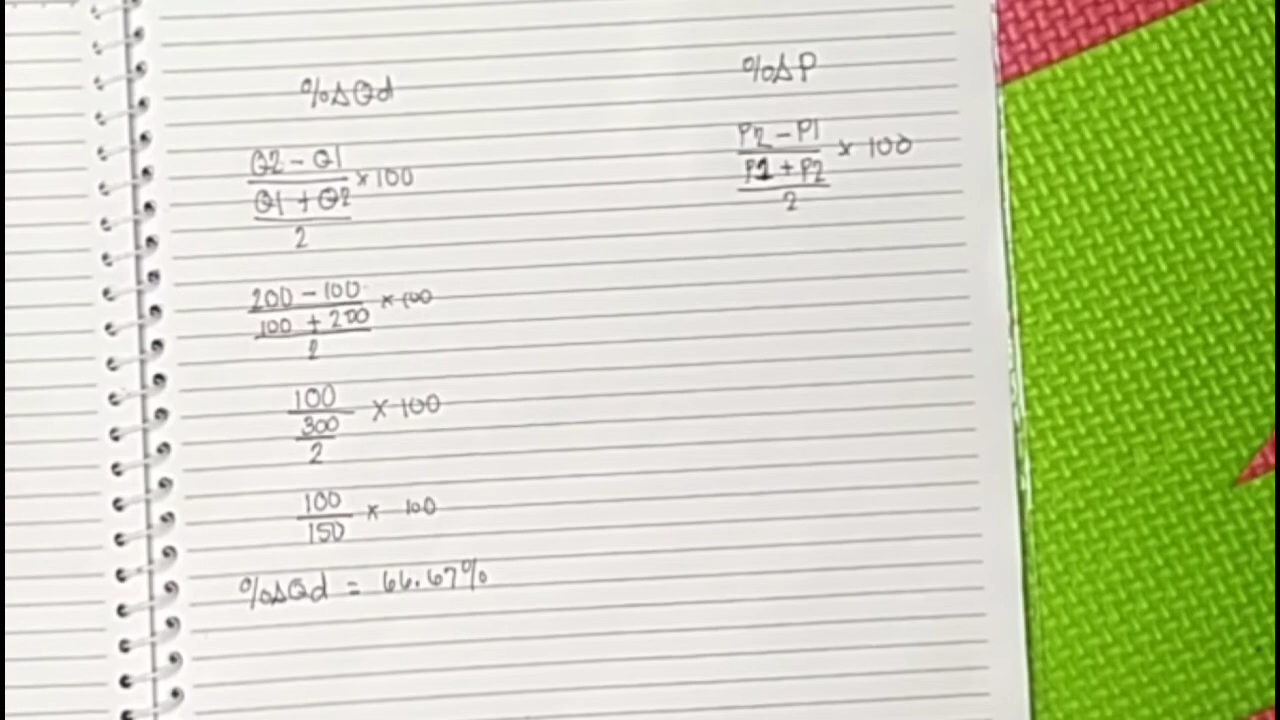 %ΔQd
Q2 - Q1
Q1 + Q2
2
× 100
200 - 100
100 + 200
2
× 100
100
300
2
× 100
100
150
× 100
%ΔQd = 66.67%
%ΔP
P2 - P1
P1 + P2
2
× 100